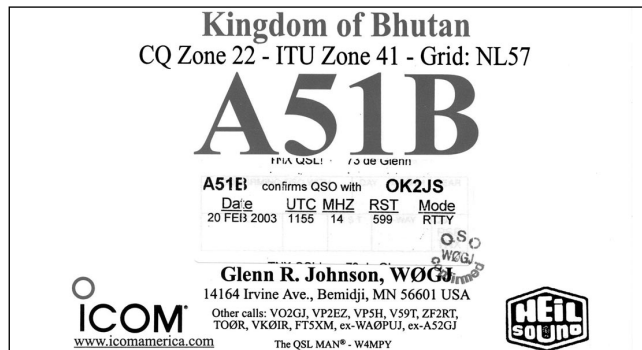 Kingdom of Bhutan
CQ Zone 22 - ITU Zone 41 - Grid: NL57
A51B
TNX QSL! 73 de Glenn
A51B confirms QSO with OK2JS
Date UTC MHZ RST Mode
20 FEB 2003 1155 14 599 RTTY
QSO
WØGJ
confirmed
Glenn R. Johnson, WØGJ
14164 Irvine Ave., Bemidji, MN 56601 USA
Other calls: VO2GJ, VP2EZ, VP5H, V59T, ZF2RT,
TOØR, VKØIR, FT5XM, ex-WAØPUJ, ex-A52GJ
The QSL MAN® - W4MPY
ICOM®
www.icomamerica.com
HEIL
SOUND